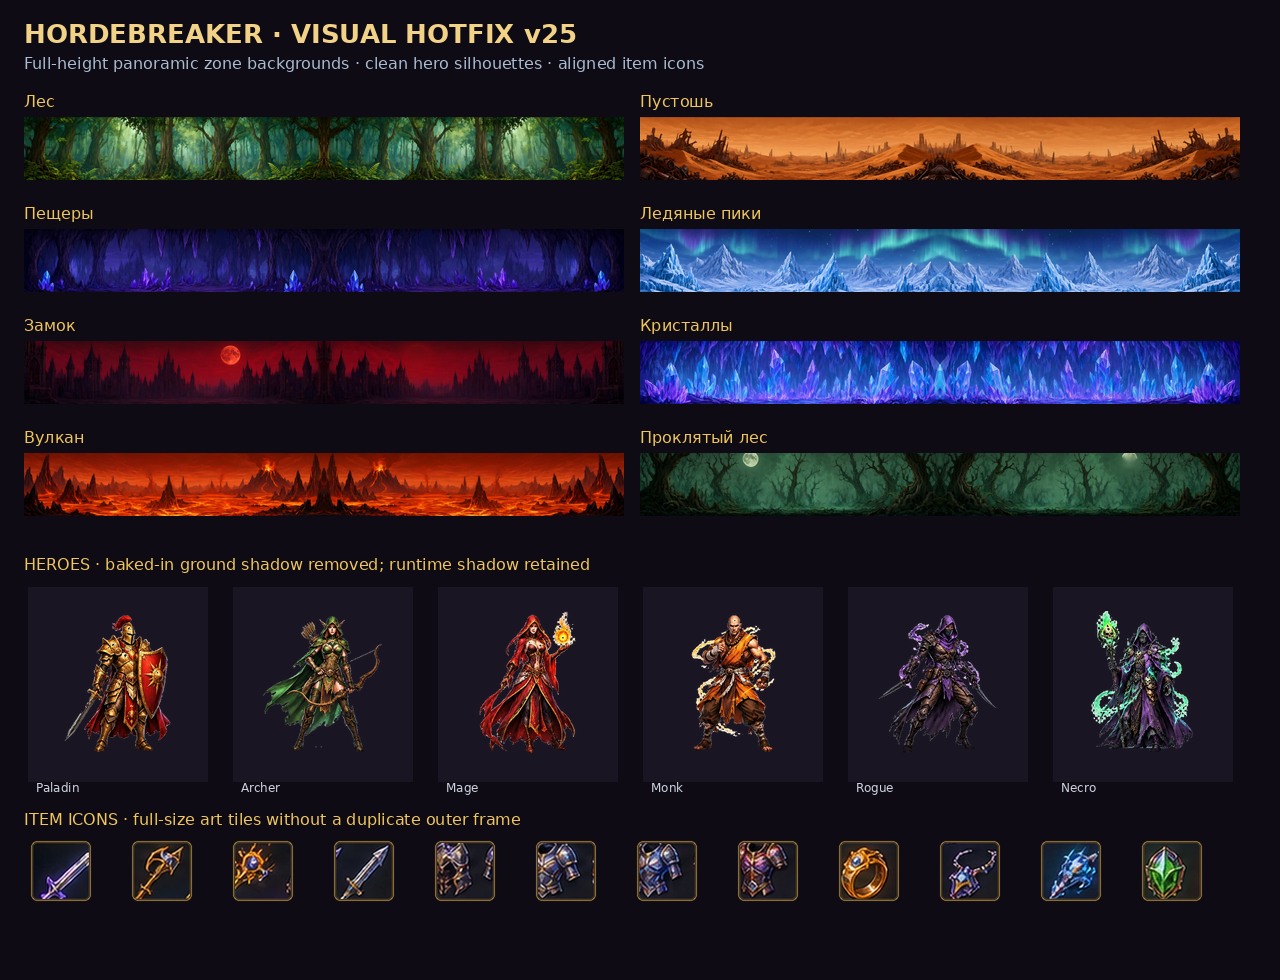 HORDEBREAKER · VISUAL HOTFIX v25
Full-height panoramic zone backgrounds · clean hero silhouettes · aligned item icons
Лес
Пустошь
Пещеры
Ледяные пики
Замок
Кристаллы
Вулкан
Проклятый лес
HEROES · baked-in ground shadow removed; runtime shadow retained
Paladin
Archer
Mage
Monk
Rogue
Necro
ITEM ICONS · full-size art tiles without a duplicate outer frame